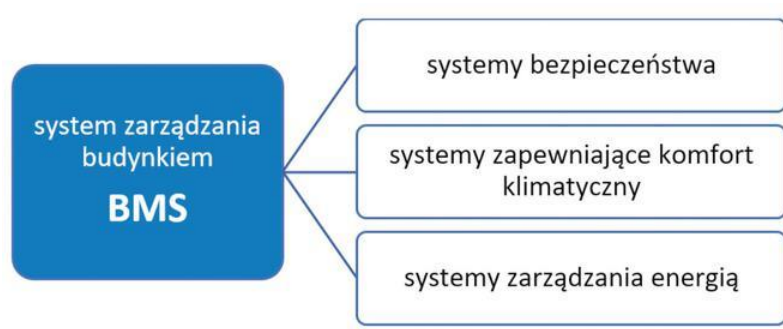 system zarządzania
budynkiem
BMS
systemy bezpieczeństwa
systemy zapewniające komfort
klimatyczny
systemy zarządzania energią